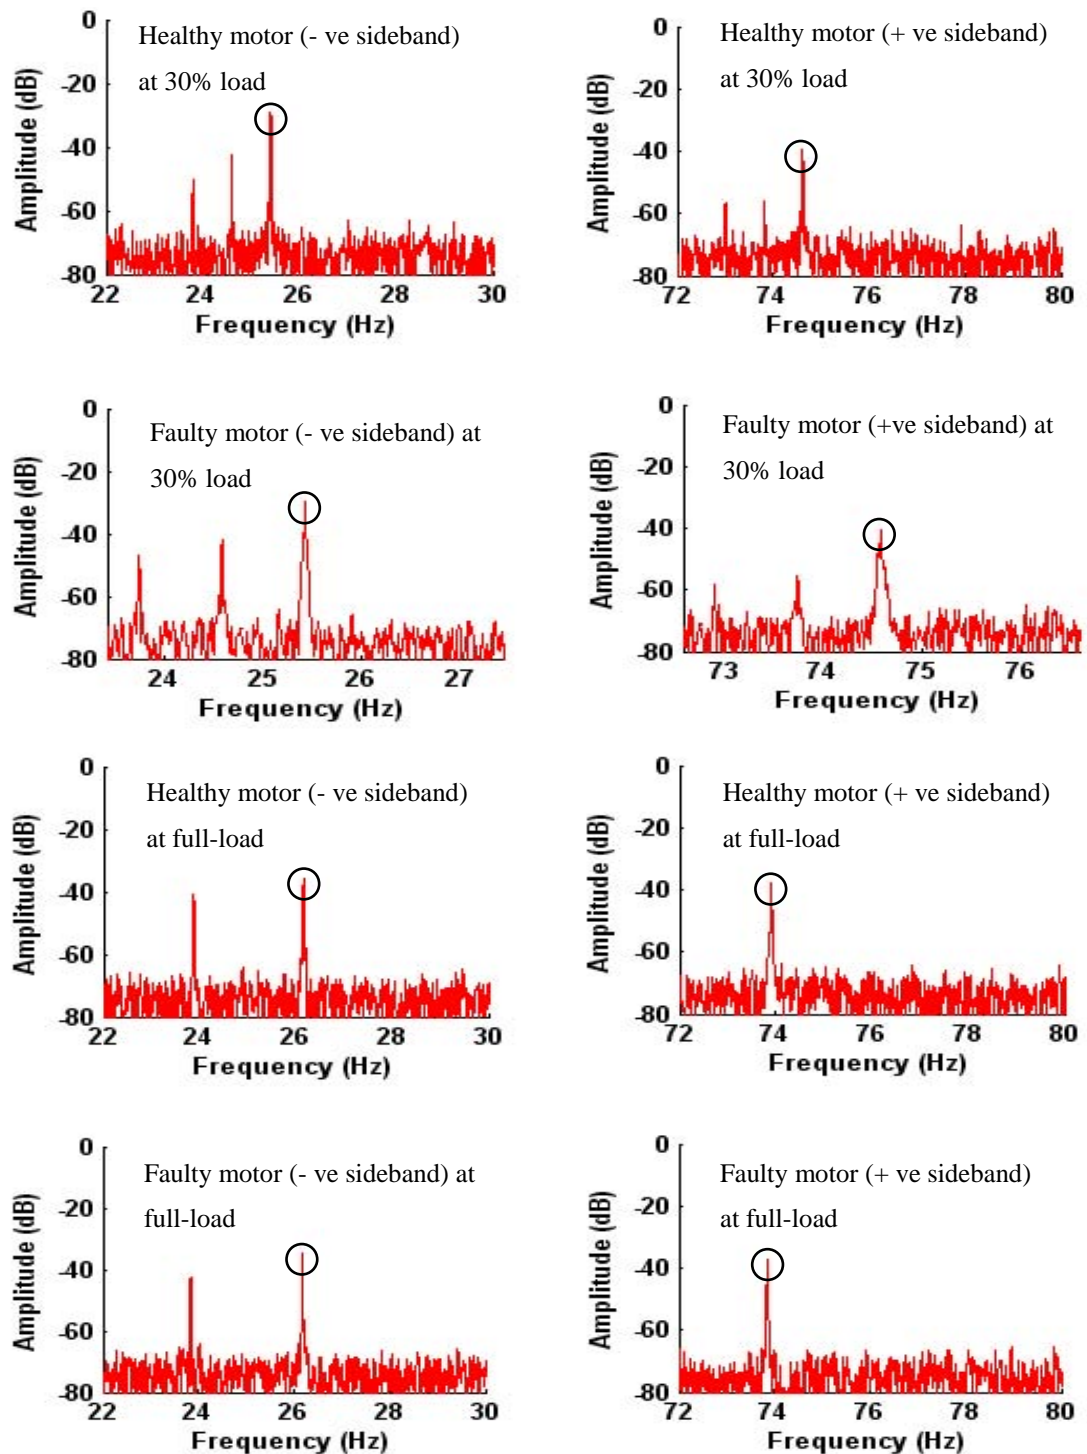 Healthy motor (- ve sideband)
at 30% load
Amplitude (dB)
0
-20
-40
-60
-80
22 24 26 28 30
Frequency (Hz)
Healthy motor (+ ve sideband)
at 30% load
Amplitude (dB)
0
-20
-40
-60
-80
72 74 76 78 80
Frequency (Hz)
Faulty motor (- ve sideband) at
30% load
Amplitude (dB)
0
-20
-40
-60
-80
24 25 26 27
Frequency (Hz)
Faulty motor (+ve sideband) at
30% load
Amplitude (dB)
0
-20
-40
-60
-80
73 74 75 76
Frequency (Hz)
Healthy motor (- ve sideband)
at full-load
Amplitude (dB)
0
-20
-40
-60
-80
22 24 26 28 30
Frequency (Hz)
Healthy motor (+ ve sideband)
at full-load
Amplitude (dB)
0
-20
-40
-60
-80
72 74 76 78 80
Frequency (Hz)
Faulty motor (- ve sideband) at
full-load
Amplitude (dB)
0
-20
-40
-60
-80
22 24 26 28 30
Frequency (Hz)
Faulty motor (+ ve sideband)
at full-load
Amplitude (dB)
0
-20
-40
-60
-80
72 74 76 78 80
Frequency (Hz)